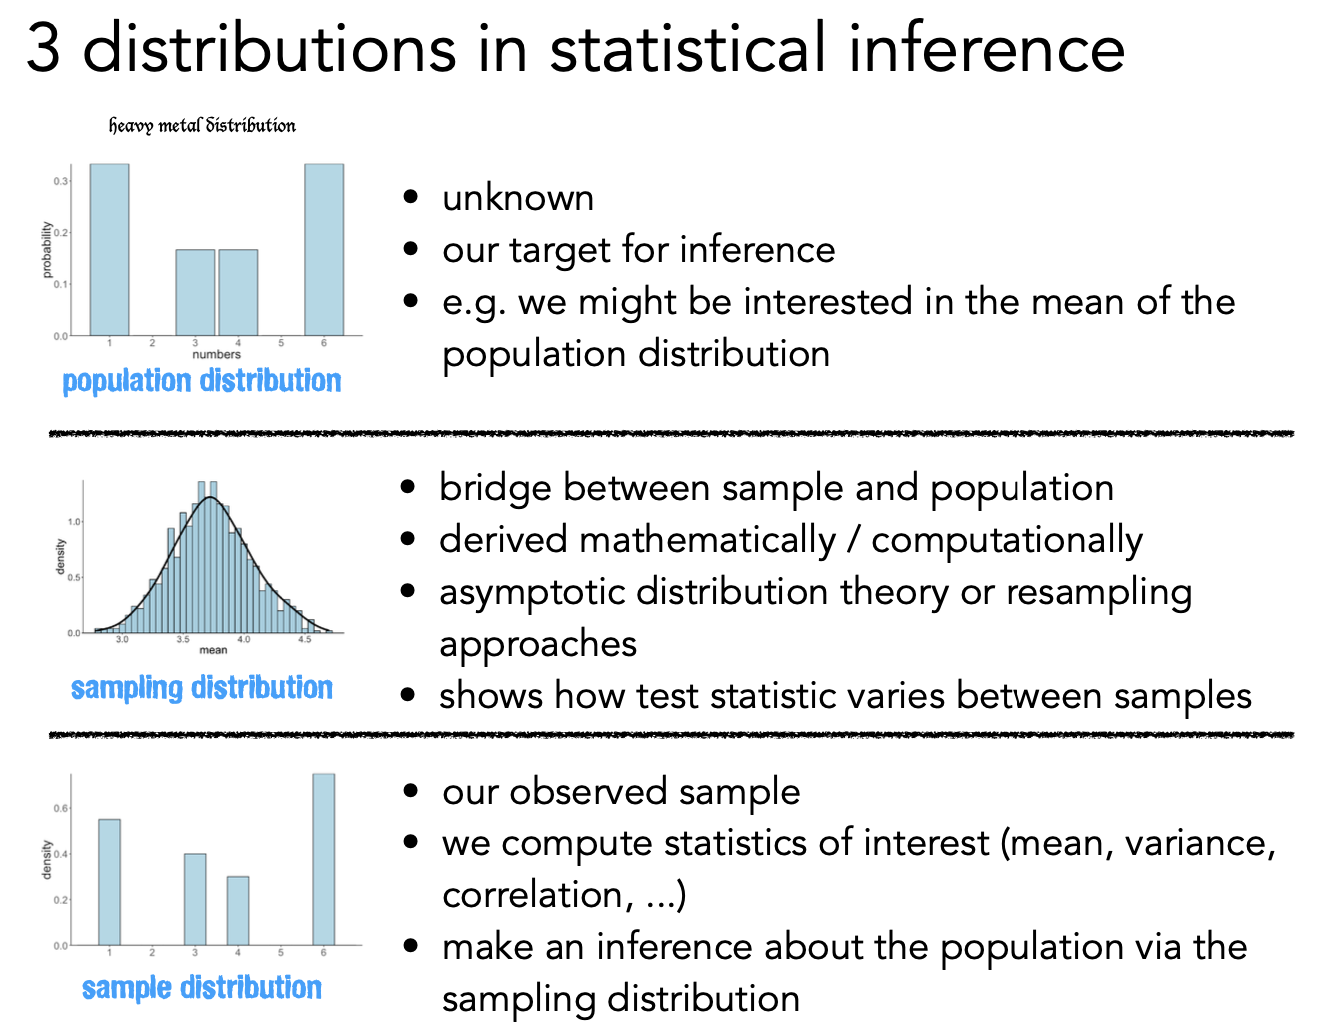 3 distributions in statistical inference
heavy metal distribution
0.3
0.2
0.1
0.0
probability
1 2 3 4 5 6
numbers
population distribution
• unknown
• our target for inference
• e.g. we might be interested in the mean of the
population distribution
1.0
0.5
0.0
density
3.0 3.5 4.0 4.5
mean
sampling distribution
• bridge between sample and population
• derived mathematically / computationally
• asymptotic distribution theory or resampling
approaches
• shows how test statistic varies between samples
0.6
0.4
0.2
0.0
density
1 2 3 4 5 6
sample distribution
• our observed sample
• we compute statistics of interest (mean, variance,
correlation, ...)
• make an inference about the population via the
sampling distribution